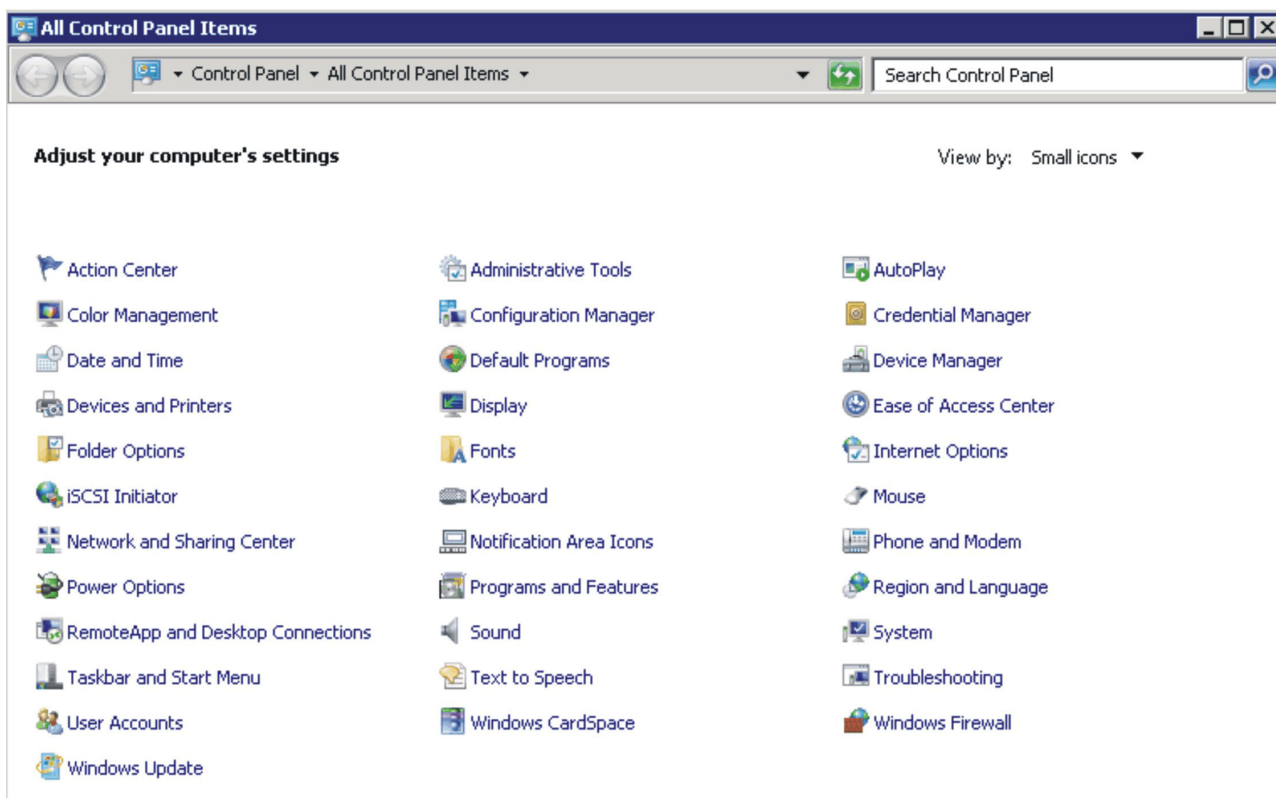 All Control Panel Items
Control Panel All Control Panel Items Search Control Panel
Adjust your computer's settings View by: Small icons
Action Center Administrative Tools AutoPlay
Color Management Configuration Manager Credential Manager
Date and Time Default Programs Device Manager
Devices and Printers Display Ease of Access Center
Folder Options Fonts Internet Options
iSCSI Initiator Keyboard Mouse
Network and Sharing Center Notification Area Icons Phone and Modem
Power Options Programs and Features Region and Language
RemoteApp and Desktop Connections Sound System
Taskbar and Start Menu Text to Speech Troubleshooting
User Accounts Windows CardSpace Windows Firewall
Windows Update